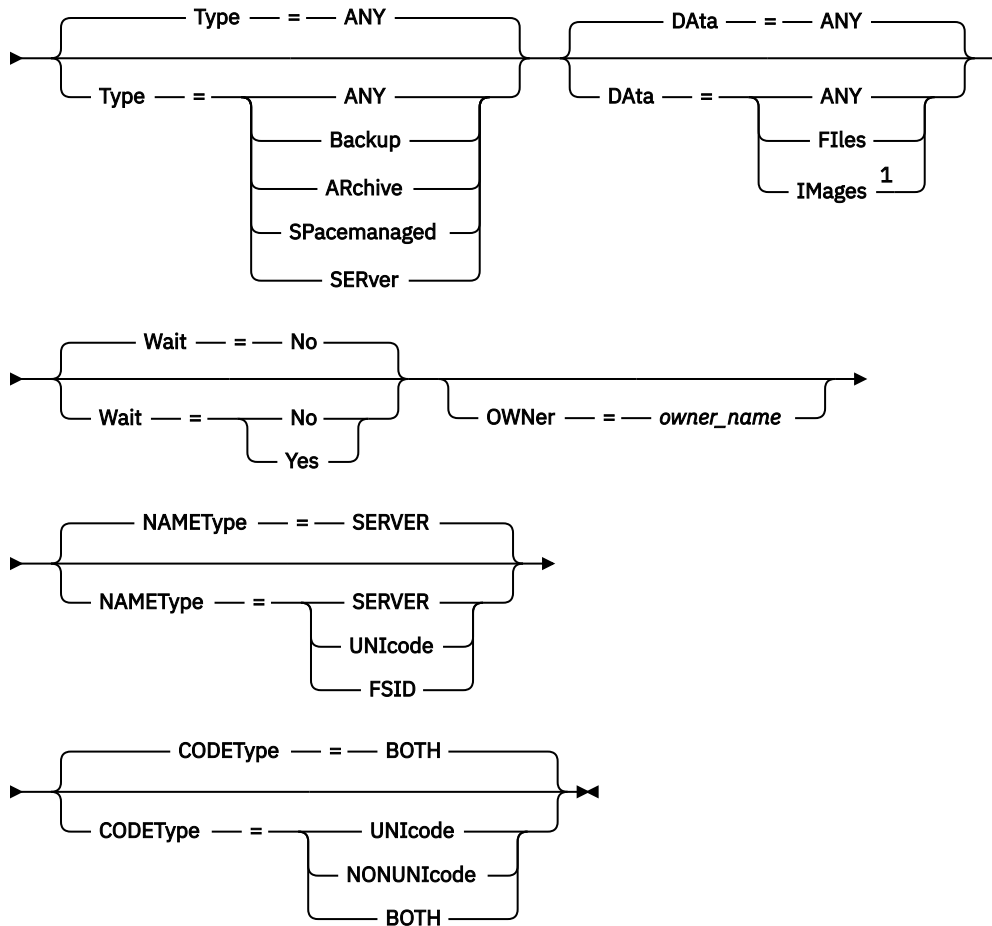 Type = ANY DAta = ANY
Type = ANY DAta = ANY
Backup FIles
ARchive IMages 1
SPacemanaged
SERver
Wait = No
Wait = No OWNer = owner_name
Yes
NAMEType = SERVER
NAMEType = SERVER
UNIcode
FSID
CODEType = BOTH
CODEType = UNIcode
NONUNIcode
BOTH